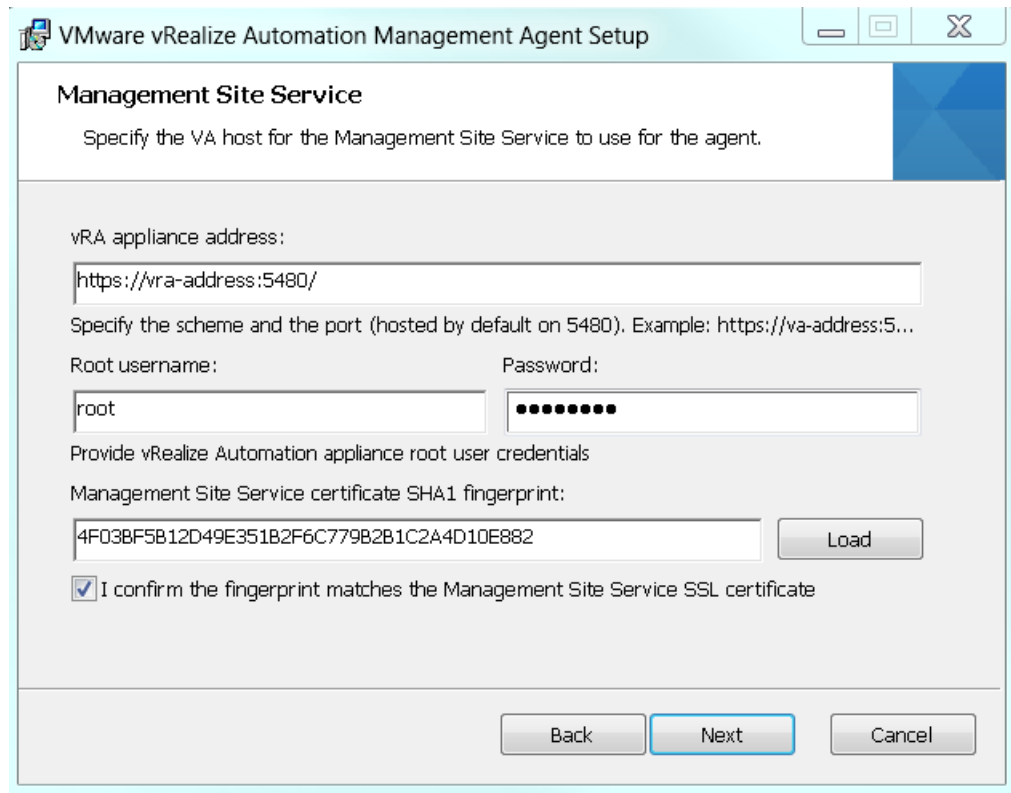 VMware vRealize Automation Management Agent Setup
Management Site Service
Specify the VA host for the Management Site Service to use for the agent.
vRA appliance address:
https://vra-address:5480/
Specify the scheme and the port (hosted by default on 5480). Example: https://va-address:5...
Root username:
Password:
root
●●●●●●●●
Provide vRealize Automation appliance root user credentials
Management Site Service certificate SHA1 fingerprint:
4F03BF5B12D49E351B2F6C779B2B1C2A4D10E882
Load
I confirm the fingerprint matches the Management Site Service SSL certificate
Back
Next
Cancel